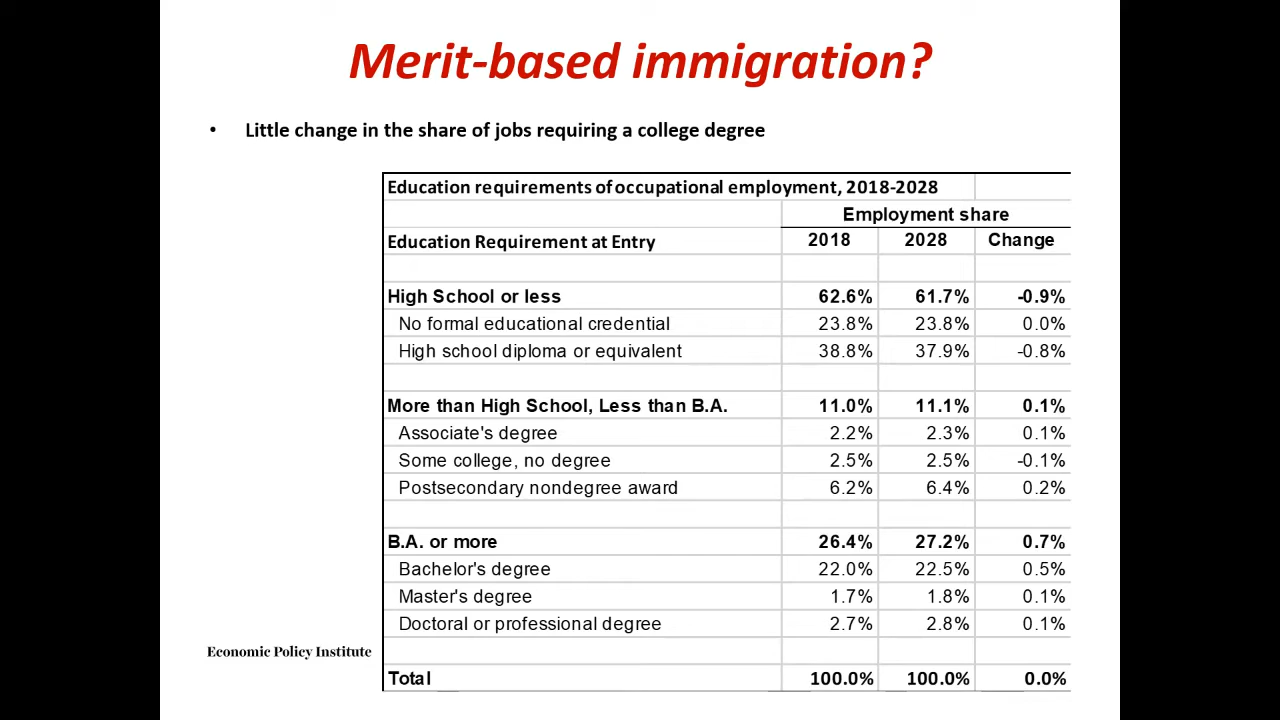 Merit-based immigration?
• Little change in the share of jobs requiring a college degree
Education requirements of occupational employment, 2018-2028
Employment share
Education Requirement at Entry 2018 2028 Change
High School or less 62.6% 61.7% -0.9%
No formal educational credential 23.8% 23.8% 0.0%
High school diploma or equivalent 38.8% 37.9% -0.8%
More than High School, Less than B.A. 11.0% 11.1% 0.1%
Associate's degree 2.2% 2.3% 0.1%
Some college, no degree 2.5% 2.5% -0.1%
Postsecondary nondegree award 6.2% 6.4% 0.2%
B.A. or more 26.4% 27.2% 0.7%
Bachelor's degree 22.0% 22.5% 0.5%
Master's degree 1.7% 1.8% 0.1%
Doctoral or professional degree 2.7% 2.8% 0.1%
Economic Policy Institute
Total 100.0% 100.0% 0.0%